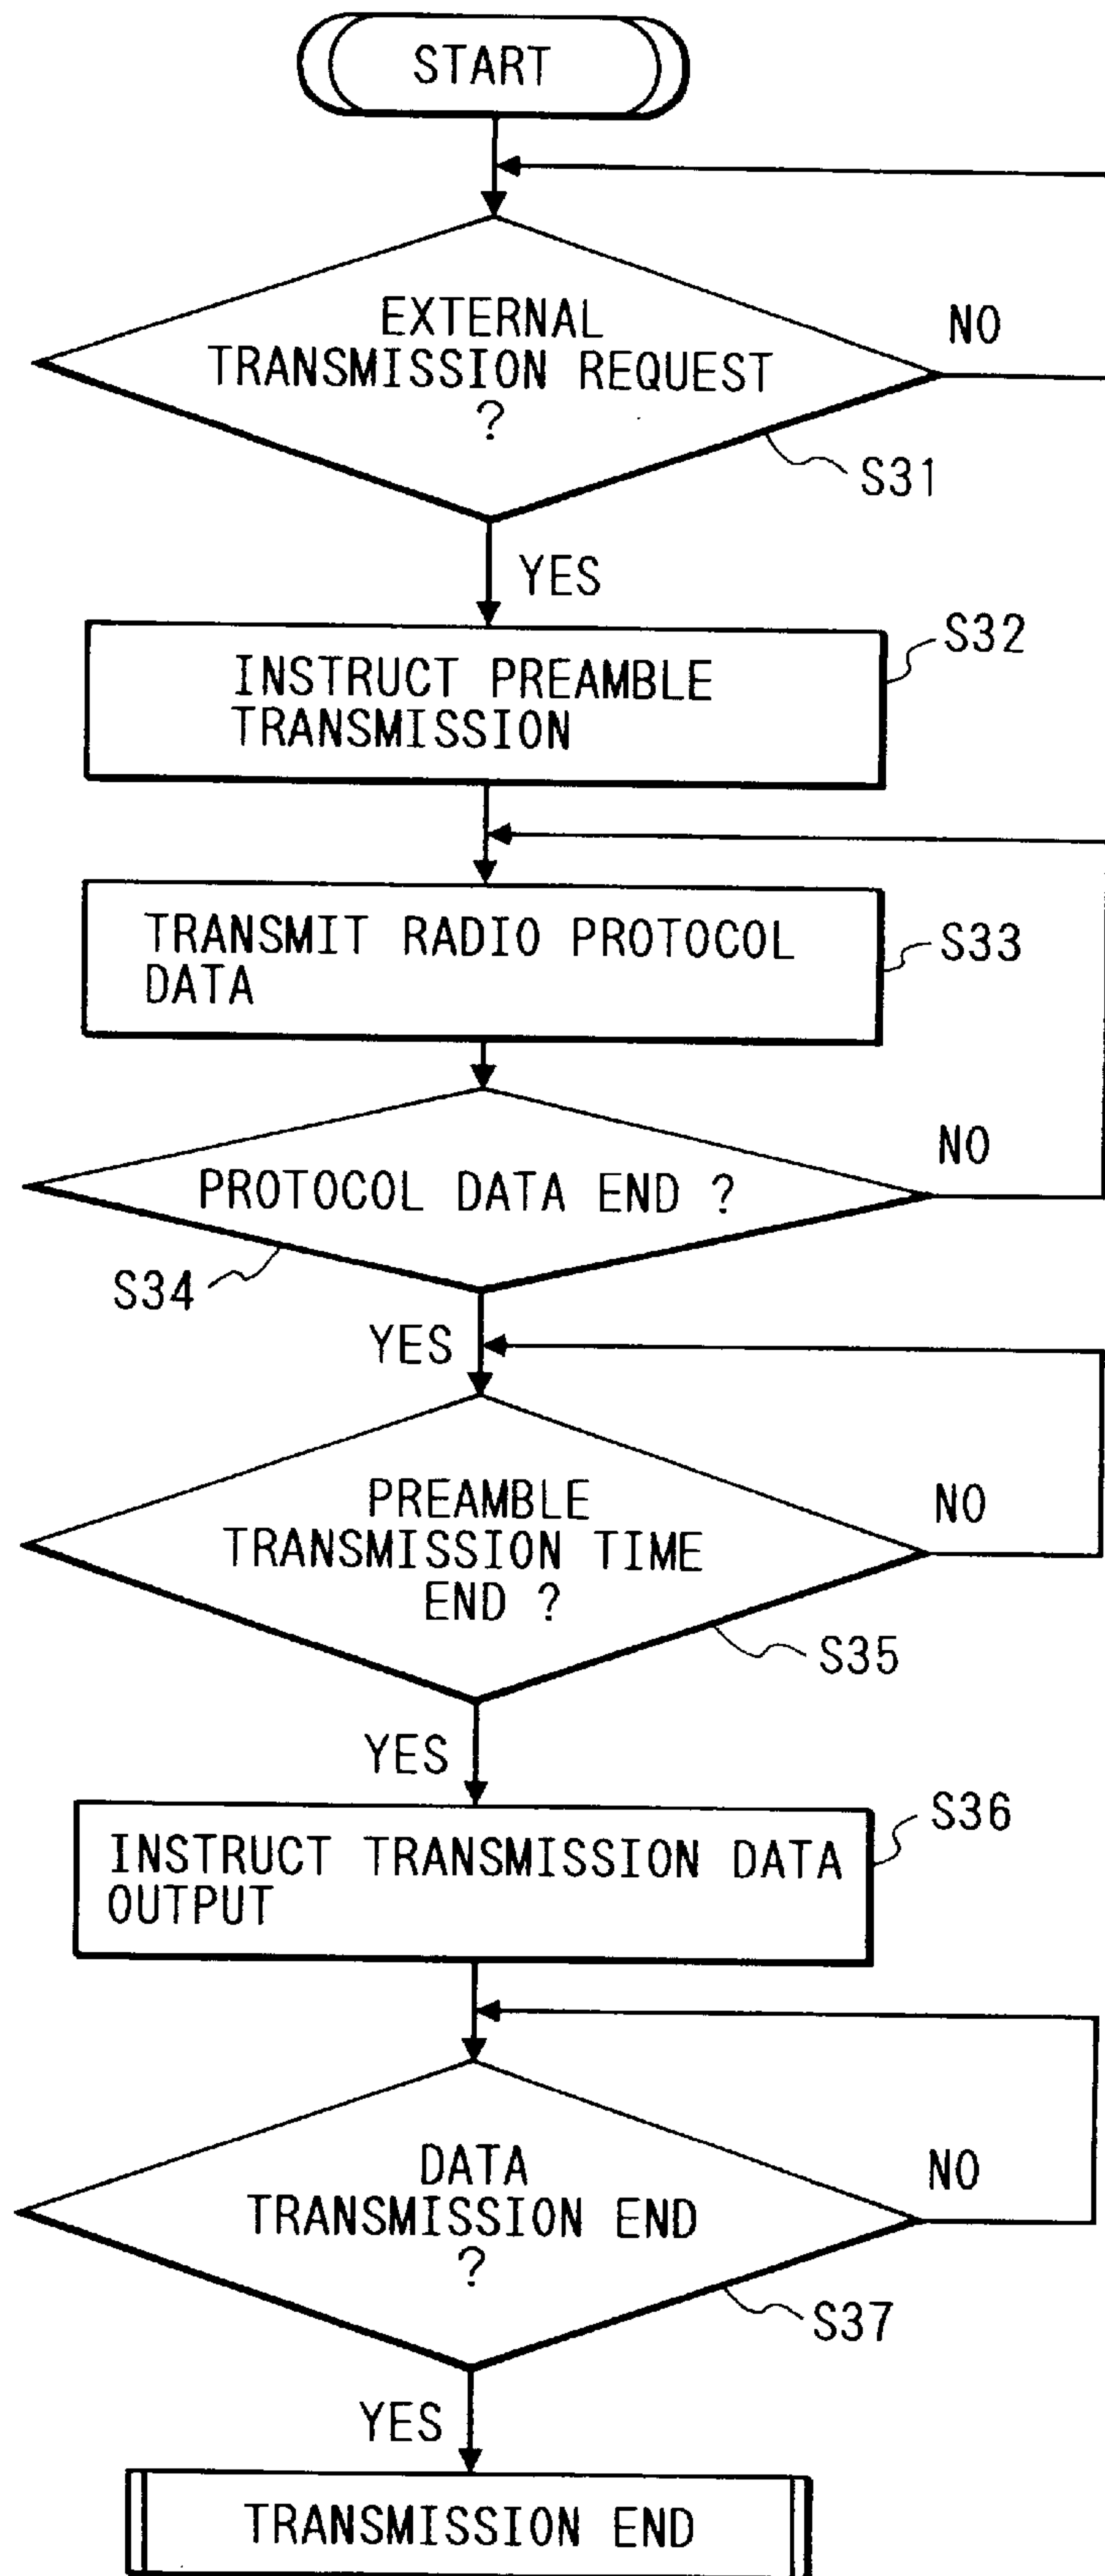 START
EXTERNAL
TRANSMISSION REQUEST
?
NO
S31
YES
S32
INSTRUCT PREAMBLE
TRANSMISSION
TRANSMIT RADIO PROTOCOL
DATA
S33
NO
PROTOCOL DATA END ?
S34
YES
PREAMBLE
TRANSMISSION TIME
END ?
NO
S35
YES
S36
INSTRUCT TRANSMISSION DATA
OUTPUT
DATA
TRANSMISSION END
?
NO
S37
YES
TRANSMISSION END